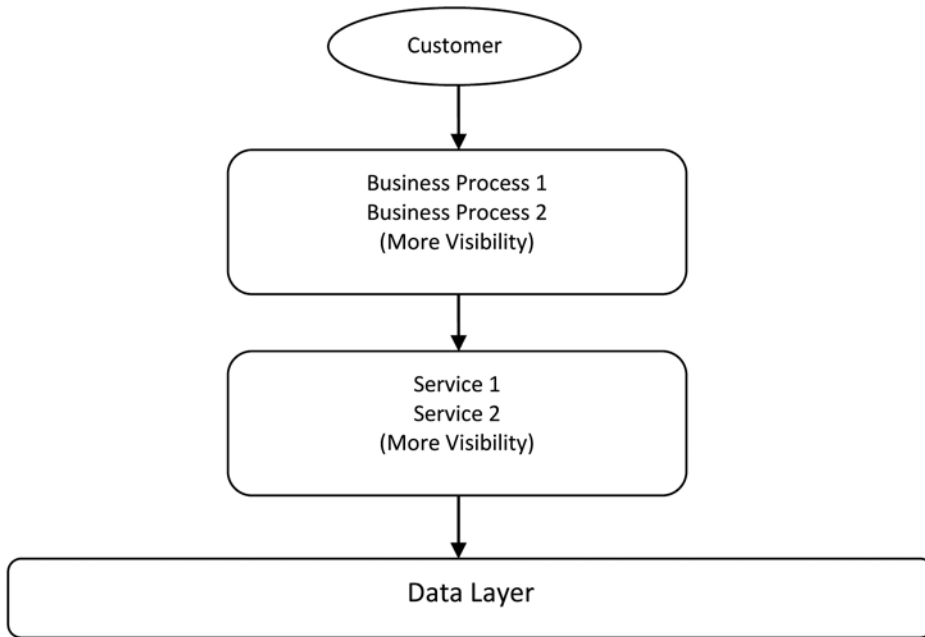 Customer
Business Process 1
Business Process 2
(More Visibility)
Service 1
Service 2
(More Visibility)
Data Layer